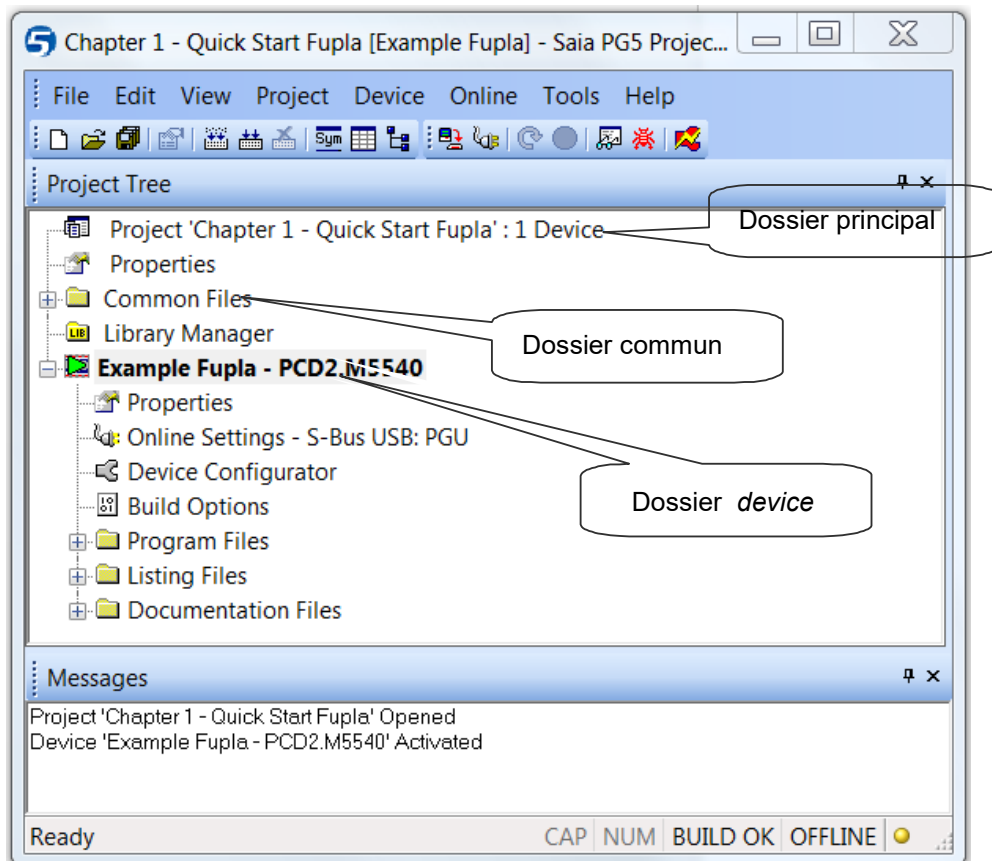 Chapter 1 - Quick Start Fupla [Example Fupla] - Saia PG5 Projec...
File Edit View Project Device Online Tools Help
Sym
Project Tree
Project 'Chapter 1 - Quick Start Fupla' : 1 Device
Dossier principal
Properties
Common Files
LIB Library Manager
Dossier commun
Example Fupla - PCD2.M5540
Properties
Online Settings - S-Bus USB: PGU
Device Configurator
Dossier device
Build Options
Program Files
Listing Files
Documentation Files
Messages
Project 'Chapter 1 - Quick Start Fupla' Opened
Device 'Example Fupla - PCD2.M5540' Activated
Ready CAP NUM BUILD OK OFFLINE